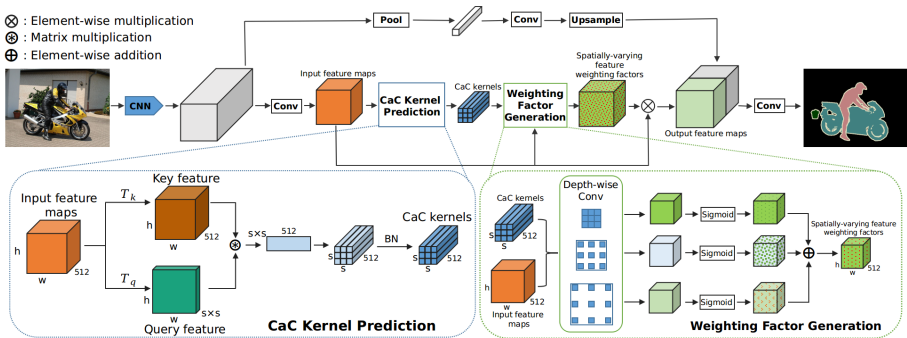 ⊗ : Element-wise multiplication
⊛ : Matrix multiplication
⊕ : Element-wise addition
Pool
Conv
Upsample
CNN
Conv
Input feature maps
CaC Kernel
Prediction
CaC kernels
Weighting
Factor
Generation
Spatially-varying
feature
weighting factors
⊗
Output feature maps
Conv
Input feature
maps
h
w
512
T_k
T_q
Key feature
h
w
512
h
w
s×s
Query feature
⊛
s×s
512
s
s
512
BN
CaC kernels
s
s
512
CaC Kernel Prediction
CaC kernels
s
s
512
h
w
512
Input feature
maps
Depth-wise
Conv
Sigmoid
Sigmoid
Sigmoid
⊕
Spatially-varying feature
weighting factors
h
w
512
Weighting Factor Generation